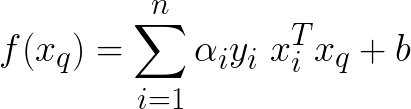 f(x_q) = \sum_{i=1}^{n} \alpha_i y_i \ x_i^T x_q + b